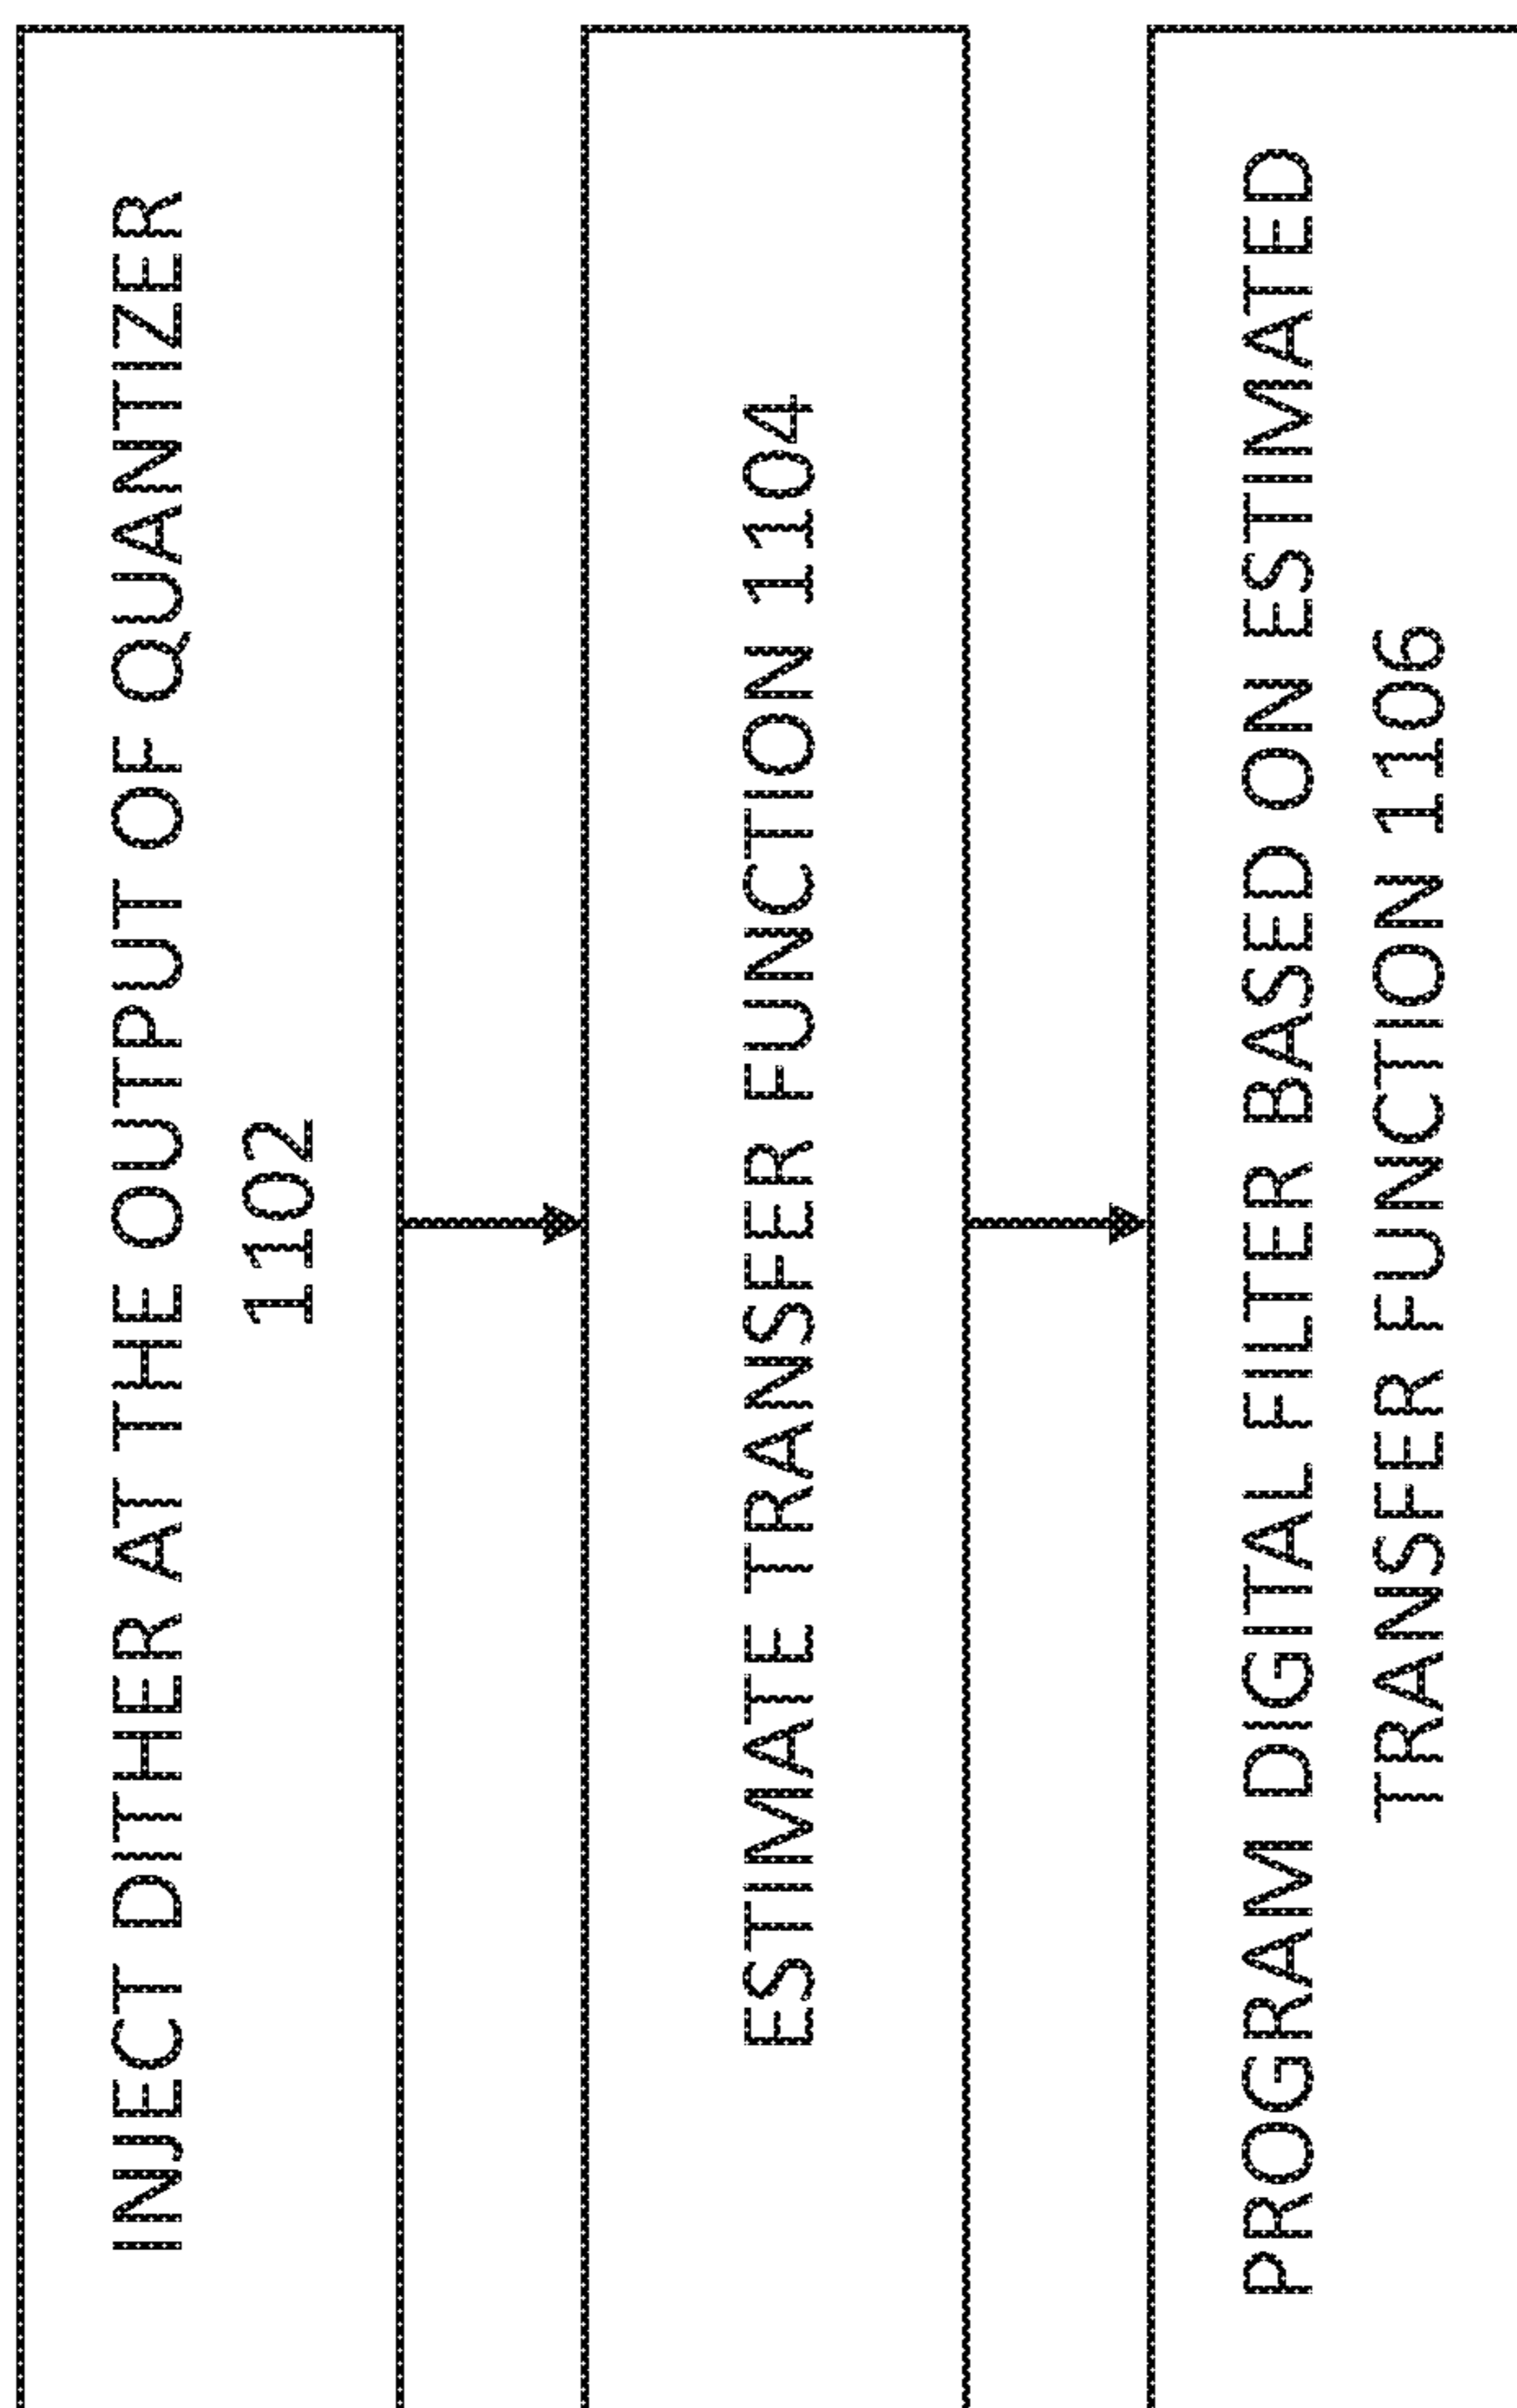 INJECT DITHER AT THE OUTPUT OF QUANTIZER
1102
ESTIMATE TRANSFER FUNCTION 1104
PROGRAM DIGITAL FILTER BASED ON ESTIMATED
TRANSFER FUNCTION 1106